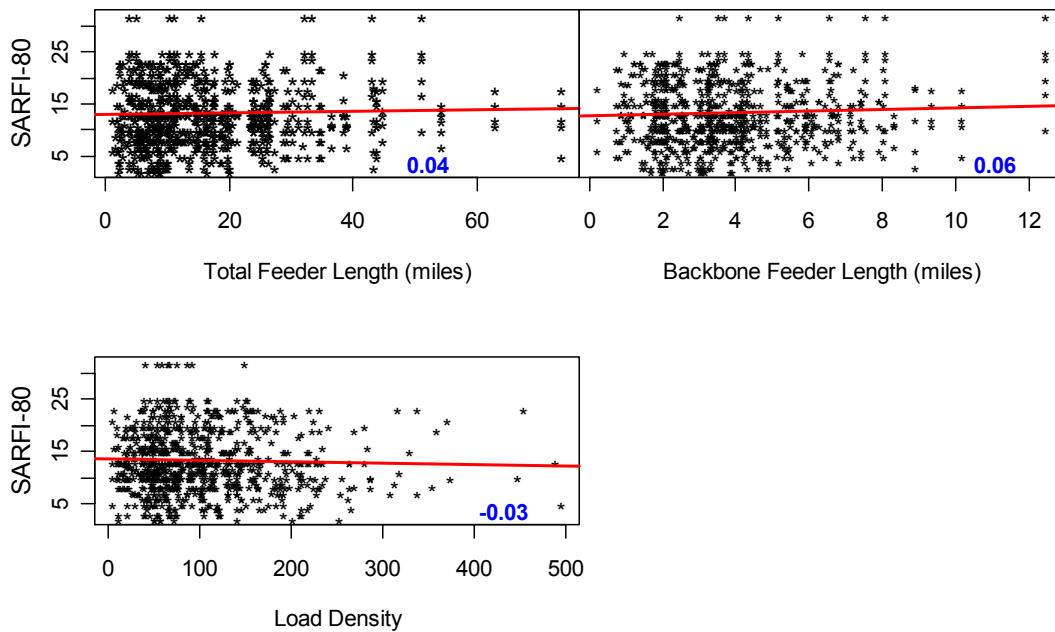 SARFI-80
5 15 25
0.04
0 20 40 60
Total Feeder Length (miles)
0.06
0 2 4 6 8 10 12
Backbone Feeder Length (miles)
SARFI-80
5 15 25
-0.03
0 100 200 300 400 500
Load Density